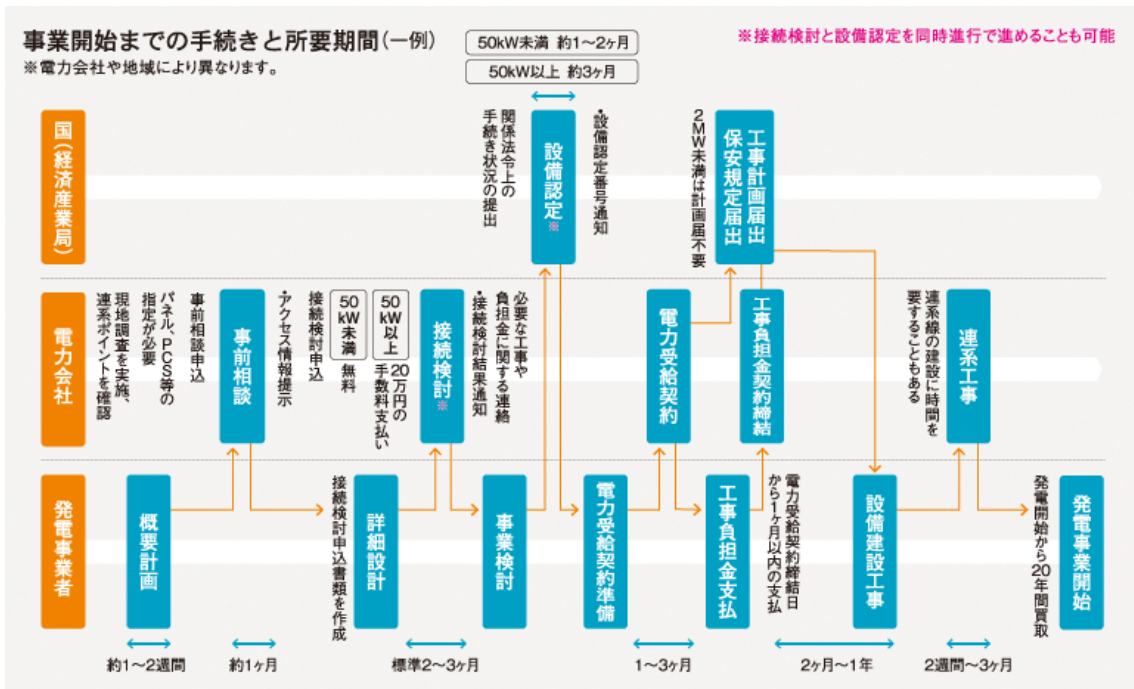 事業開始までの手続きと所要期間(一例)
※電力会社や地域により異なります。
50kW未満 約1〜2ヶ月
50kW以上 約3ヶ月
※接続検討と設備認定を同時進行で進めることも可能
国(経済産業局)
関係法令上の
手続き状況の提出
設備認定※
・設備認定番号通知
2MW未満は計画届不要
工事計画届出
保安規定届出
電力会社
現地調査を実施、
連系ポイントを確認
パネル、PCS等の
指定が必要
事前相談申込
事前相談
・アクセス情報提示
接続検討申込
50kW未満
無料
50kW以上
20万円の
手数料支払い
接続検討※
・接続検討結果通知
必要な工事や
負担金に関する連絡
電力受給契約
工事負担金契約締結
連系線の建設に時間を
要することもある
連系工事
発電事業者
概要計画
接続検討申込書類を作成
詳細設計
事業検討
電力受給契約準備
工事負担金支払
電力受給契約締結日
から1ヶ月以内の支払
設備建設工事
発電開始から20年間買取
発電事業開始
約1〜2週間
約1ヶ月
標準2〜3ヶ月
1〜3ヶ月
2ヶ月〜1年
2週間〜3ヶ月